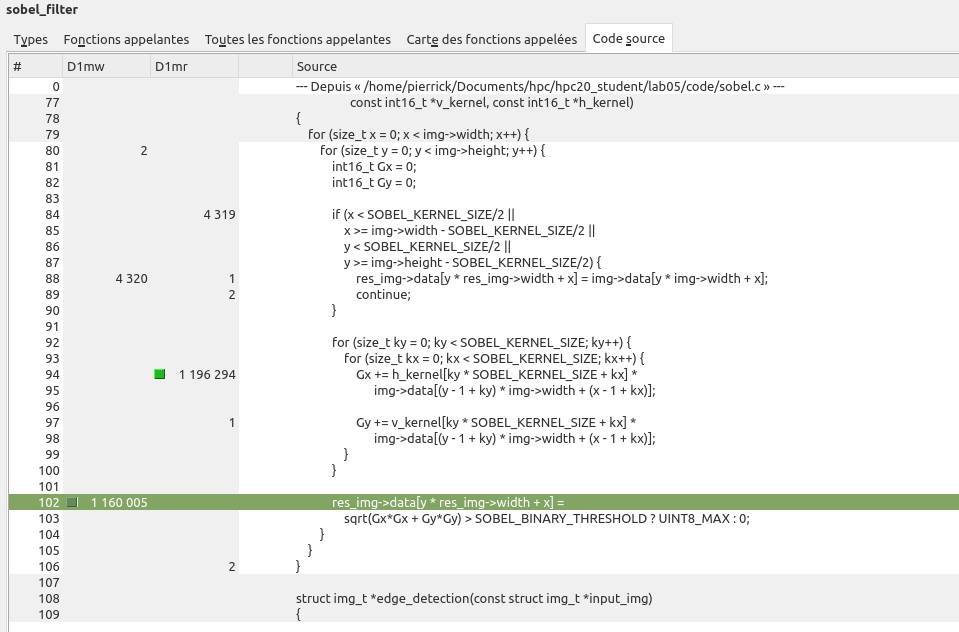 sobel_filter
Types Fonctions appelantes Toutes les fonctions appelantes Carte des fonctions appelées Code source
# D1mw D1mr Source
0 --- Depuis « /home/pierrick/Documents/hpc/hpc20_student/lab05/code/sobel.c » ---
77 const int16_t *v_kernel, const int16_t *h_kernel)
78 {
79 for (size_t x = 0; x < img->width; x++) {
80 2 for (size_t y = 0; y < img->height; y++) {
81 int16_t Gx = 0;
82 int16_t Gy = 0;
83
84 4 319 if (x < SOBEL_KERNEL_SIZE/2 ||
85 x >= img->width - SOBEL_KERNEL_SIZE/2 ||
86 y < SOBEL_KERNEL_SIZE/2 ||
87 y >= img->height - SOBEL_KERNEL_SIZE/2) {
88 4 320 1 res_img->data[y * res_img->width + x] = img->data[y * img->width + x];
89 2 continue;
90 }
91
92 for (size_t ky = 0; ky < SOBEL_KERNEL_SIZE; ky++) {
93 for (size_t kx = 0; kx < SOBEL_KERNEL_SIZE; kx++) {
94 1 196 294 Gx += h_kernel[ky * SOBEL_KERNEL_SIZE + kx] *
95 img->data[(y - 1 + ky) * img->width + (x - 1 + kx)];
96
97 1 Gy += v_kernel[ky * SOBEL_KERNEL_SIZE + kx] *
98 img->data[(y - 1 + ky) * img->width + (x - 1 + kx)];
99 }
100 }
101
102 1 160 005 res_img->data[y * res_img->width + x] =
103 sqrt(Gx*Gx + Gy*Gy) > SOBEL_BINARY_THRESHOLD ? UINT8_MAX : 0;
104 }
105 }
106 2 }
107
108 struct img_t *edge_detection(const struct img_t *input_img)
109 {